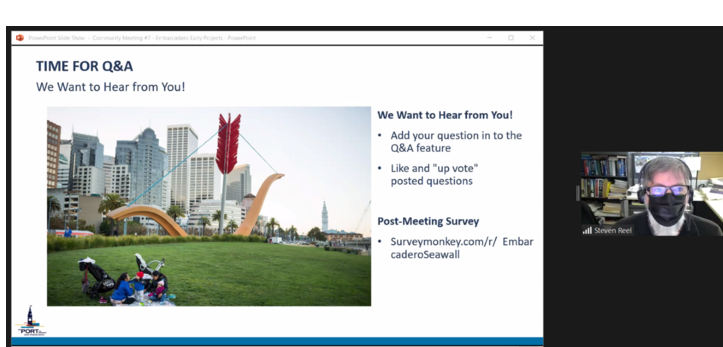 PowerPoint Slide Show - Community Meeting #7 - Embarcadero Early Projects - PowerPoint
TIME FOR Q&A
We Want to Hear from You!
We Want to Hear from You!
• Add your question in to the
Q&A feature
• Like and "up vote"
posted questions
Post-Meeting Survey
• Surveymonkey.com/r/ Embar
caderoSeawall
Steven Reel
PORT